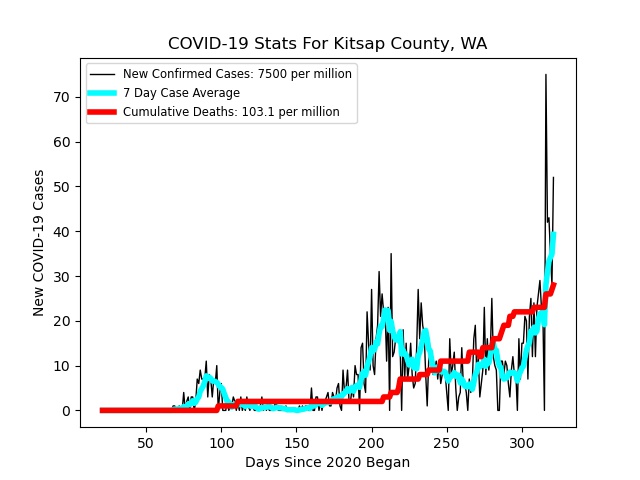 COVID-19 Stats For Kitsap County, WA
New Confirmed Cases: 7500 per million
7 Day Case Average
Cumulative Deaths: 103.1 per million
New COVID-19 Cases
70
60
50
40
30
20
10
0
50 100 150 200 250 300
Days Since 2020 Began